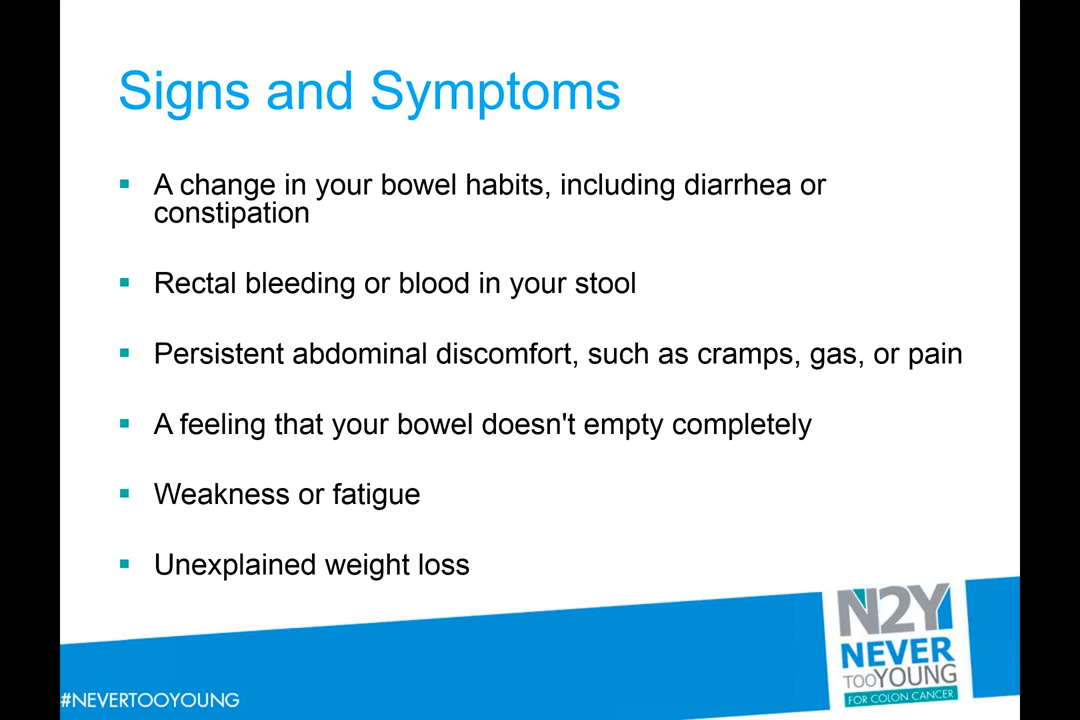 Signs and Symptoms
▪ A change in your bowel habits, including diarrhea or
constipation
▪ Rectal bleeding or blood in your stool
▪ Persistent abdominal discomfort, such as cramps, gas, or pain
▪ A feeling that your bowel doesn't empty completely
▪ Weakness or fatigue
▪ Unexplained weight loss
N2Y
NEVER
TOOYOUNG
FOR COLON CANCER
#NEVERTOOYOUNG